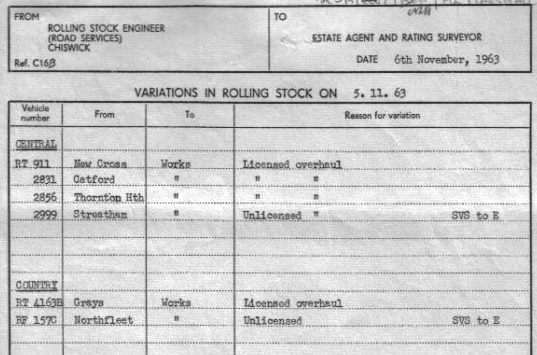 FROM
ROLLING STOCK ENGINEER
(ROAD SERVICES)
CHISWICK
Ref. C16/3
TO
ESTATE AGENT AND RATING SURVEYOR
DATE 6th November, 1963
VARIATIONS IN ROLLING STOCK ON 5. 11. 63
Vehicle number From To Reason for variation
CENTRAL
RT 911 New Cross Works Licensed overhaul
2831 Catford " " "
2856 Thornton Hth " " "
2999 Streatham " Unlicensed " SVS to E
COUNTRY
RT 4163B Grays Works Licensed overhaul
RF 157C Northfleet " Unlicensed SVS to E